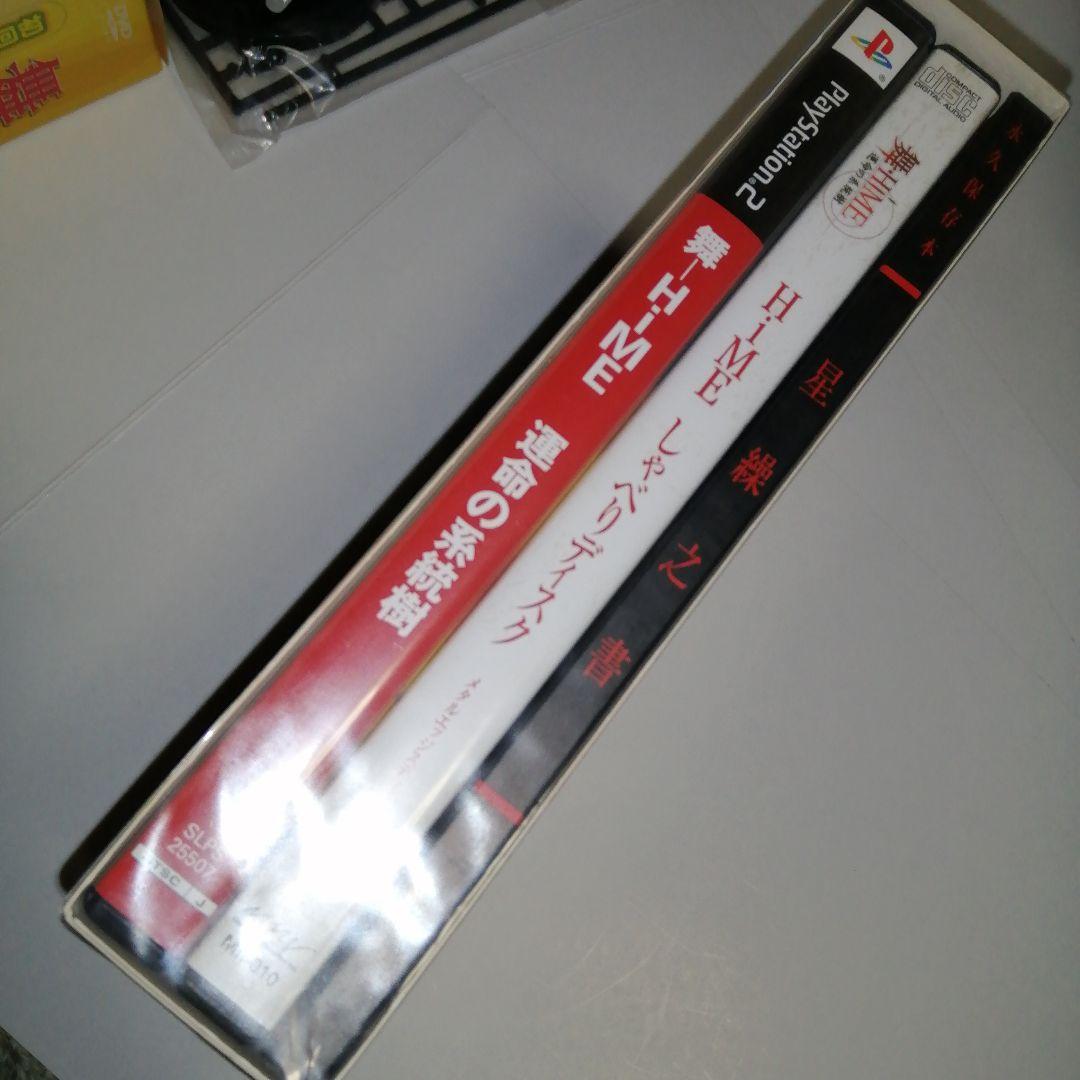 PlayStation®2
舞-HiME 運命の系統樹
25507
J
COMPACT
disc
DIGITAL AUDIO
舞-HiME
運命の系統樹
HiME しゃべりディスク
永久保存本
星繰之書
DVD
舞